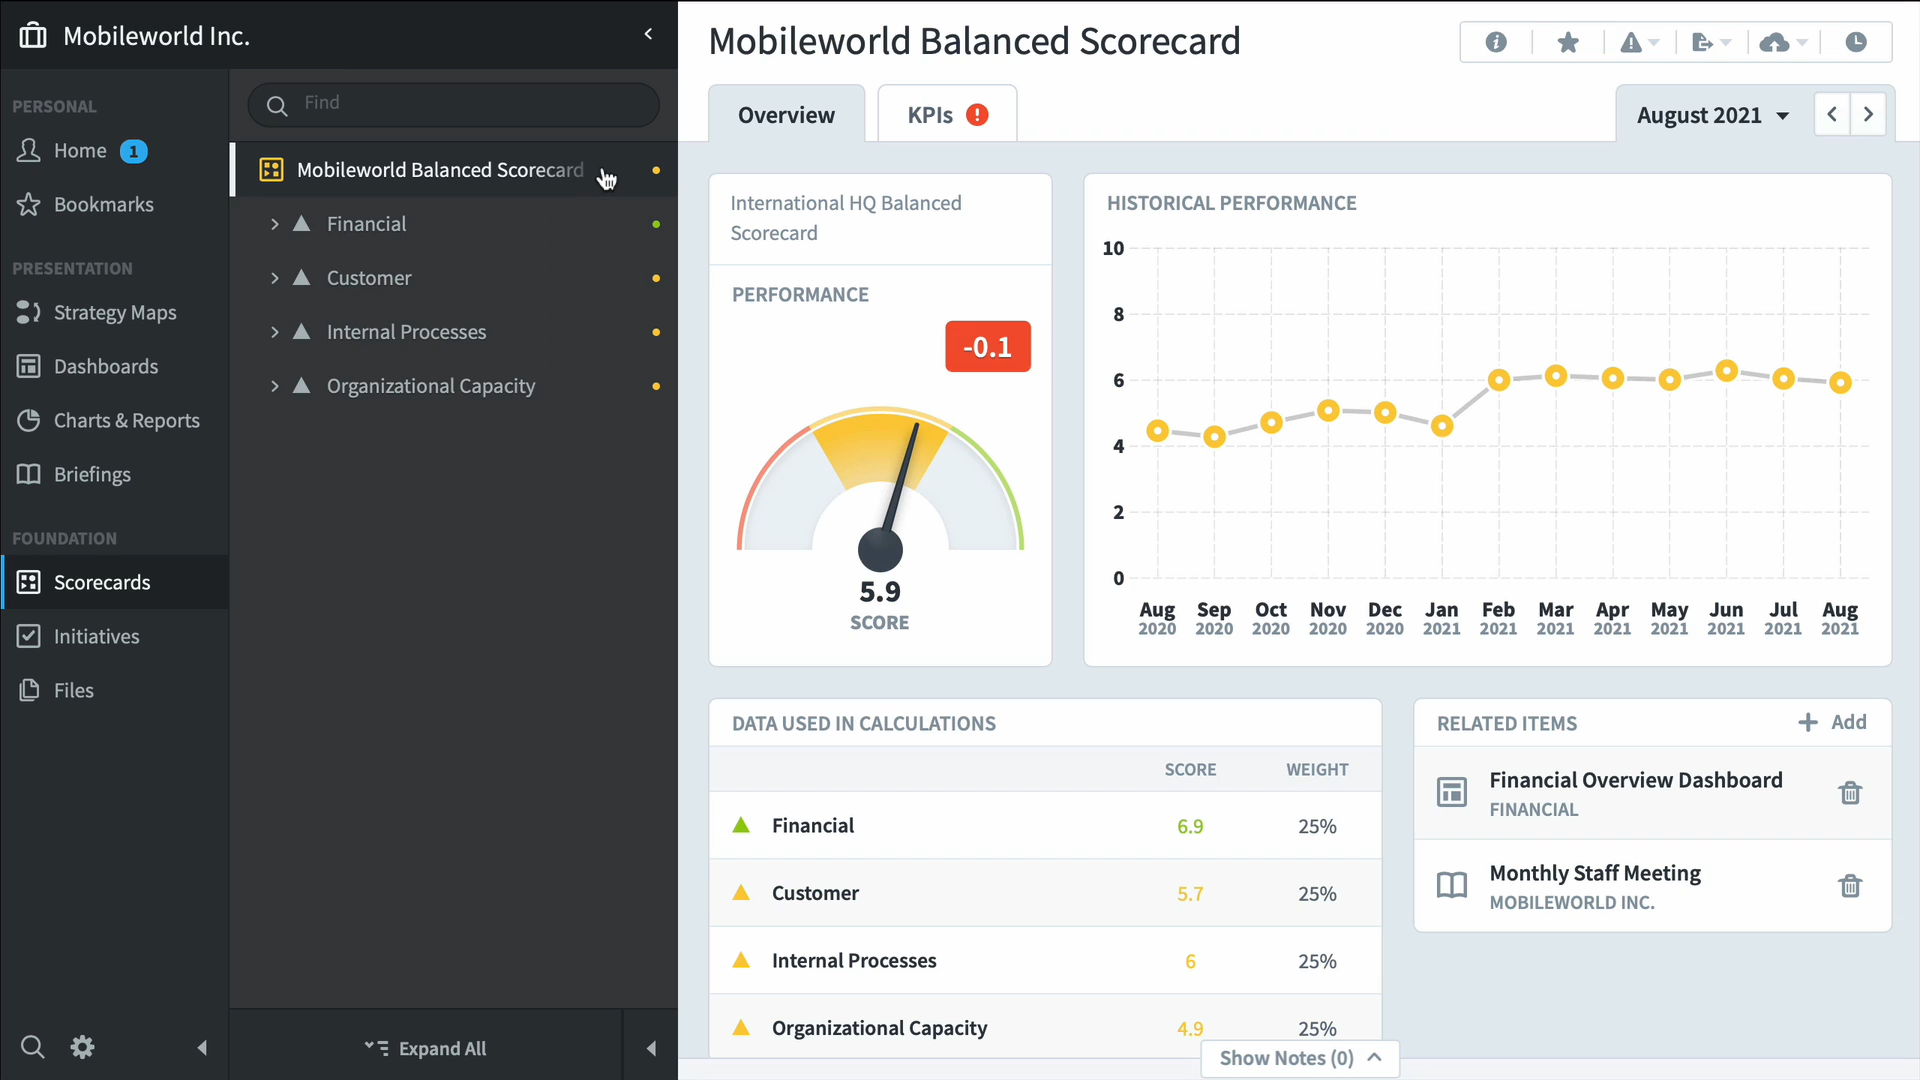 Mobileworld Inc.
PERSONAL
Home 1
Bookmarks
PRESENTATION
Strategy Maps
Dashboards
Charts & Reports
Briefings
FOUNDATION
Scorecards
Initiatives
Files
Find
Mobileworld Balanced Scorecard
Financial
Customer
Internal Processes
Organizational Capacity
Expand All
Mobileworld Balanced Scorecard
Overview
KPIs !
August 2021
International HQ Balanced
Scorecard
PERFORMANCE
-0.1
5.9
SCORE
HISTORICAL PERFORMANCE
10
8
6
4
2
0
Aug Sep Oct Nov Dec Jan Feb Mar Apr May Jun Jul Aug
2020 2020 2020 2020 2020 2021 2021 2021 2021 2021 2021 2021 2021
DATA USED IN CALCULATIONS
SCORE WEIGHT
Financial 6.9 25%
Customer 5.7 25%
Internal Processes 6 25%
Organizational Capacity 4.9 25%
RELATED ITEMS
Add
Financial Overview Dashboard
FINANCIAL
Monthly Staff Meeting
MOBILEWORLD INC.
Show Notes (0)